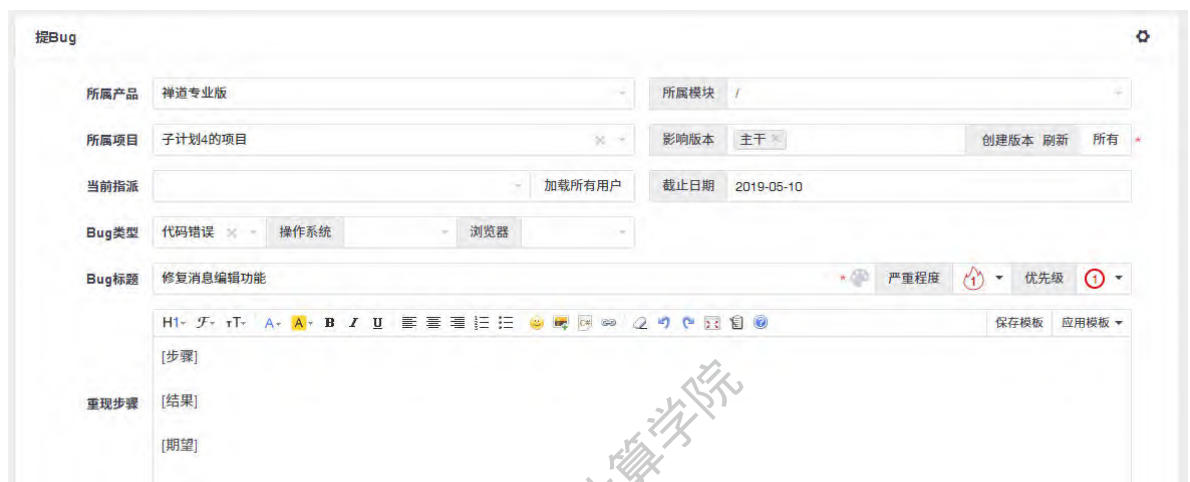 提Bug
所属产品 禅道专业版 所属模块 /
所属项目 子计划4的项目 影响版本 主干 创建版本 刷新 所有 *
当前指派 加载所有用户 截止日期 2019-05-10
Bug类型 代码错误 操作系统 浏览器
Bug标题 修复消息编辑功能 * 严重程度 1 优先级 1
H1 F тT A A B I U C# 保存模板 应用模板
[步骤]
重现步骤 [结果]
[期望]
算学院